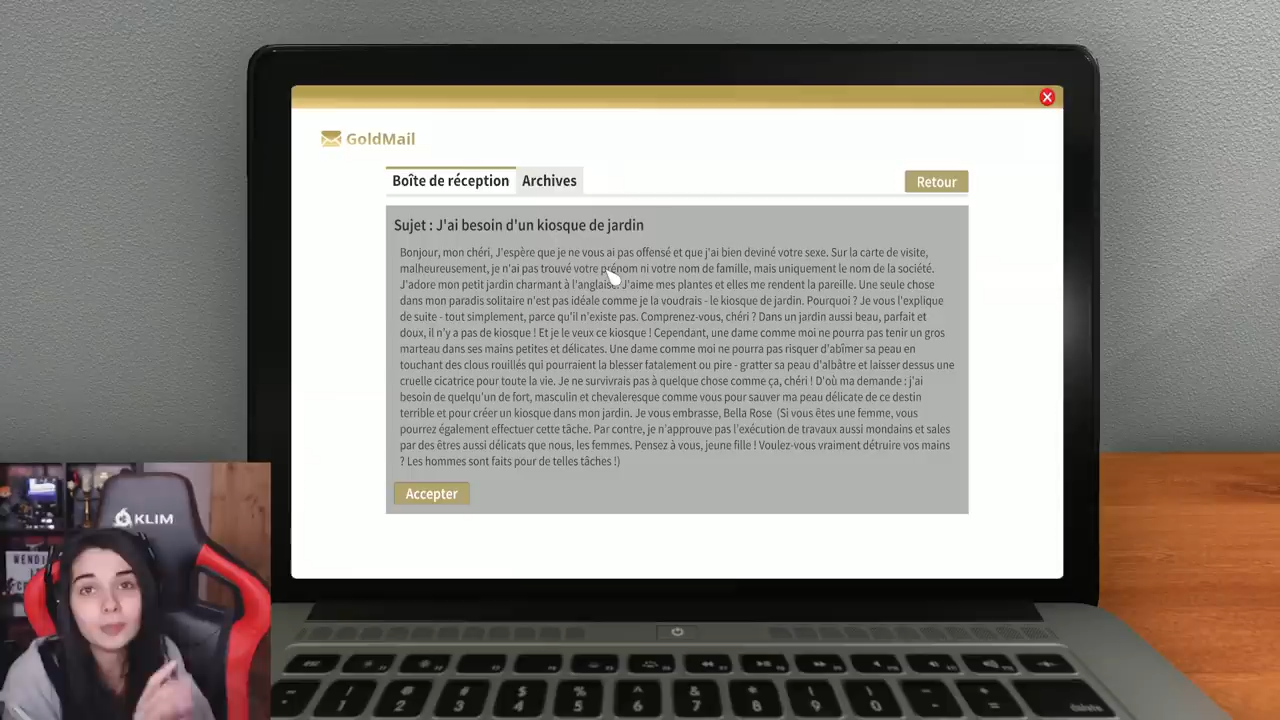 GoldMail
Boîte de réception
Archives
Retour
Sujet : J'ai besoin d'un kiosque de jardin
Bonjour, mon chéri, J'espère que je ne vous ai pas offensé et que j'ai bien deviné votre sexe. Sur la carte de visite,
malheureusement, je n'ai pas trouvé votre prénom ni votre nom de famille, mais uniquement le nom de la société.
J'adore mon petit jardin charmant à l'anglaise. J'aime mes plantes et elles me rendent la pareille. Une seule chose
dans mon paradis solitaire n'est pas idéale comme je la voudrais - le kiosque de jardin. Pourquoi ? Je vous l'explique
de suite - tout simplement, parce qu'il n'existe pas. Comprenez-vous, chéri ? Dans un jardin aussi beau, parfait et
doux, il n'y a pas de kiosque ! Et je le veux ce kiosque ! Cependant, une dame comme moi ne pourra pas tenir un gros
marteau dans ses mains petites et délicates. Une dame comme moi ne pourra pas risquer d'abîmer sa peau en
touchant des clous rouillés qui pourraient la blesser fatalement ou pire - gratter sa peau d'albâtre et laisser dessus une
cruelle cicatrice pour toute la vie. Je ne survivrais pas à quelque chose comme ça, chéri ! D'où ma demande : j'ai
besoin de quelqu'un de fort, masculin et chevaleresque comme vous pour sauver ma peau délicate de ce destin
terrible et pour créer un kiosque dans mon jardin. Je vous embrasse, Bella Rose (Si vous êtes une femme, vous
pourrez également effectuer cette tâche. Par contre, je n'approuve pas l'exécution de travaux aussi mondains et sales
par des êtres aussi délicats que nous, les femmes. Pensez à vous, jeune fille ! Voulez-vous vraiment détruire vos mains
? Les hommes sont faits pour de telles tâches !)
Accepter
KLIM
WENDI
esc
1 2 3 4 5 6 7 8 9 0 - =
! @ # $ % ^ & * ( )
delete